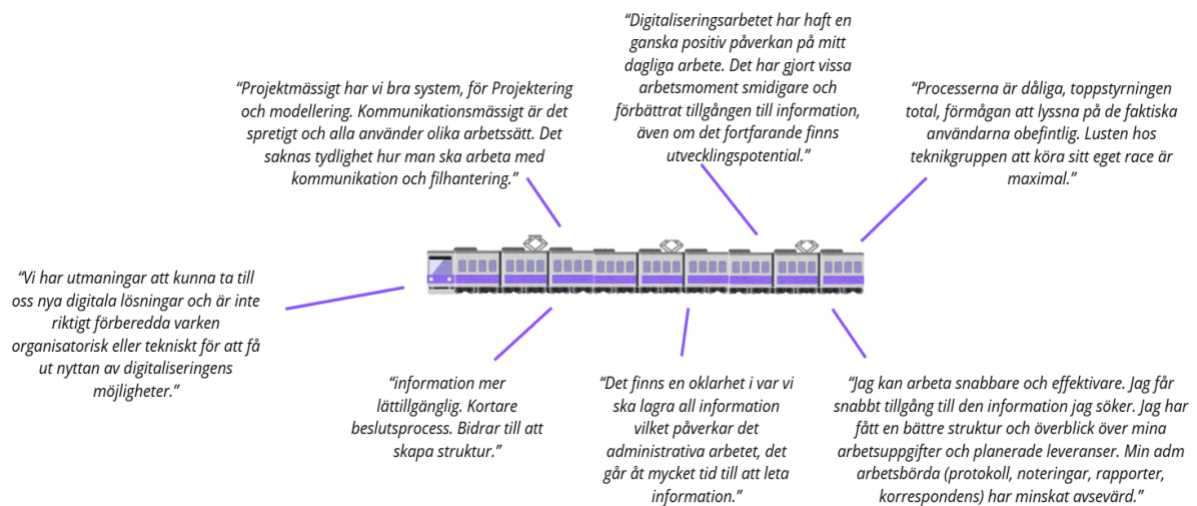 “Digitaliseringsarbetet har haft en
ganska positiv påverkan på mitt
dagliga arbete. Det har gjort vissa
arbetsmoment smidigare och
förbättrat tillgången till information,
även om det fortfarande finns
utvecklingspotential.”
“Projektmässigt har vi bra system, för Projektering
och modellering. Kommunikationsmässigt är det
spretigt och alla använder olika arbetssätt. Det
saknas tydlighet hur man ska arbeta med
kommunikation och filhantering.”
“Processerna är dåliga, toppstyrningen
total, förmågan att lyssna på de faktiska
användarna obefintlig. Lusten hos
teknikgruppen att köra sitt eget race är
maximal.”
“Vi har utmaningar att kunna ta till
oss nya digitala lösningar och är inte
riktigt förberedda varken
organisatorisk eller tekniskt för att få
ut nyttan av digitaliseringens
möjligheter.”
“information mer
lättillgänglig. Kortare
beslutsprocess. Bidrar till att
skapa struktur.”
“Det finns en oklarhet i var vi
ska lagra all information
vilket påverkar det
administrativa arbetet, det
går åt mycket tid till att leta
information.”
“Jag kan arbeta snabbare och effektivare. Jag får
snabbt tillgång till den information jag söker. Jag har
fått en bättre struktur och överblick över mina
arbetsuppgifter och planerade leveranser. Min adm
arbetsbörda (protokoll, noteringar, rapporter,
korrespondens) har minskat avsevärd.”